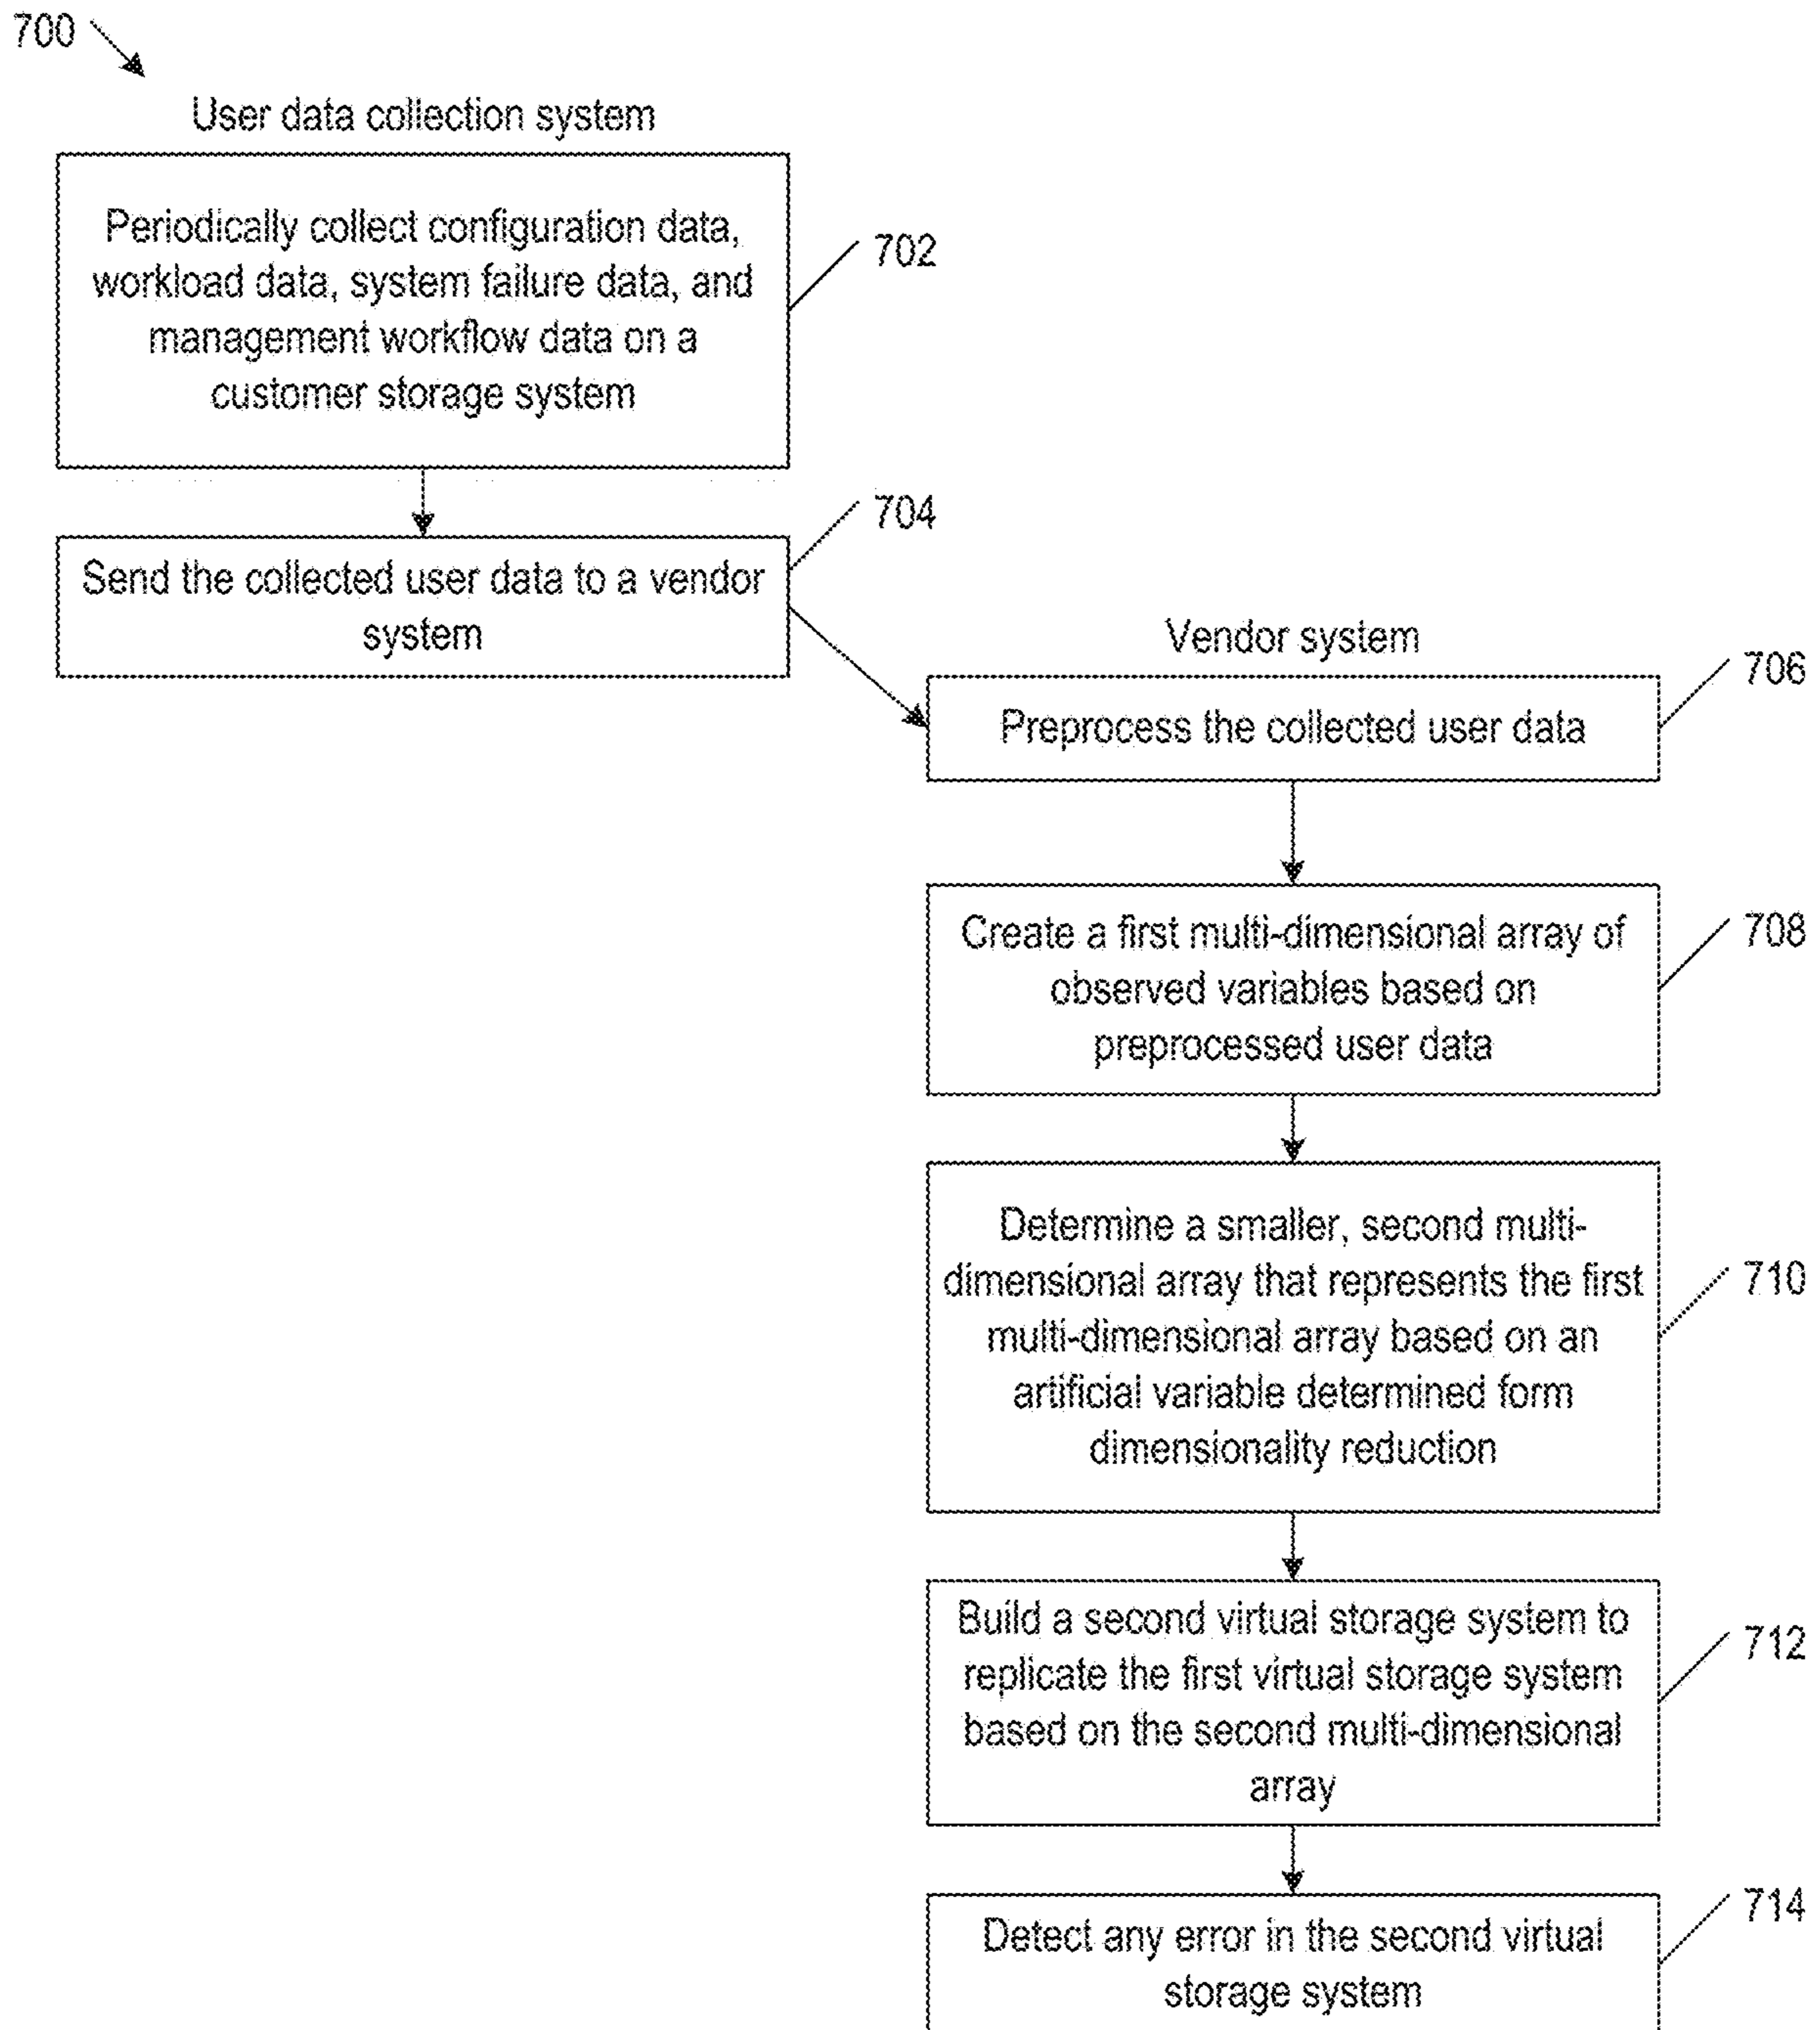 700
User data collection system
Periodically collect configuration data,
workload data, system failure data, and
management workflow data on a
customer storage system
702
Send the collected user data to a vendor
system
704
Vendor system
Preprocess the collected user data
706
Create a first multi-dimensional array of
observed variables based on
preprocessed user data
708
Determine a smaller, second multi-
dimensional array that represents the first
multi-dimensional array based on an
artificial variable determined form
dimensionality reduction
710
Build a second virtual storage system to
replicate the first virtual storage system
based on the second multi-dimensional
array
712
Detect any error in the second virtual
storage system
714